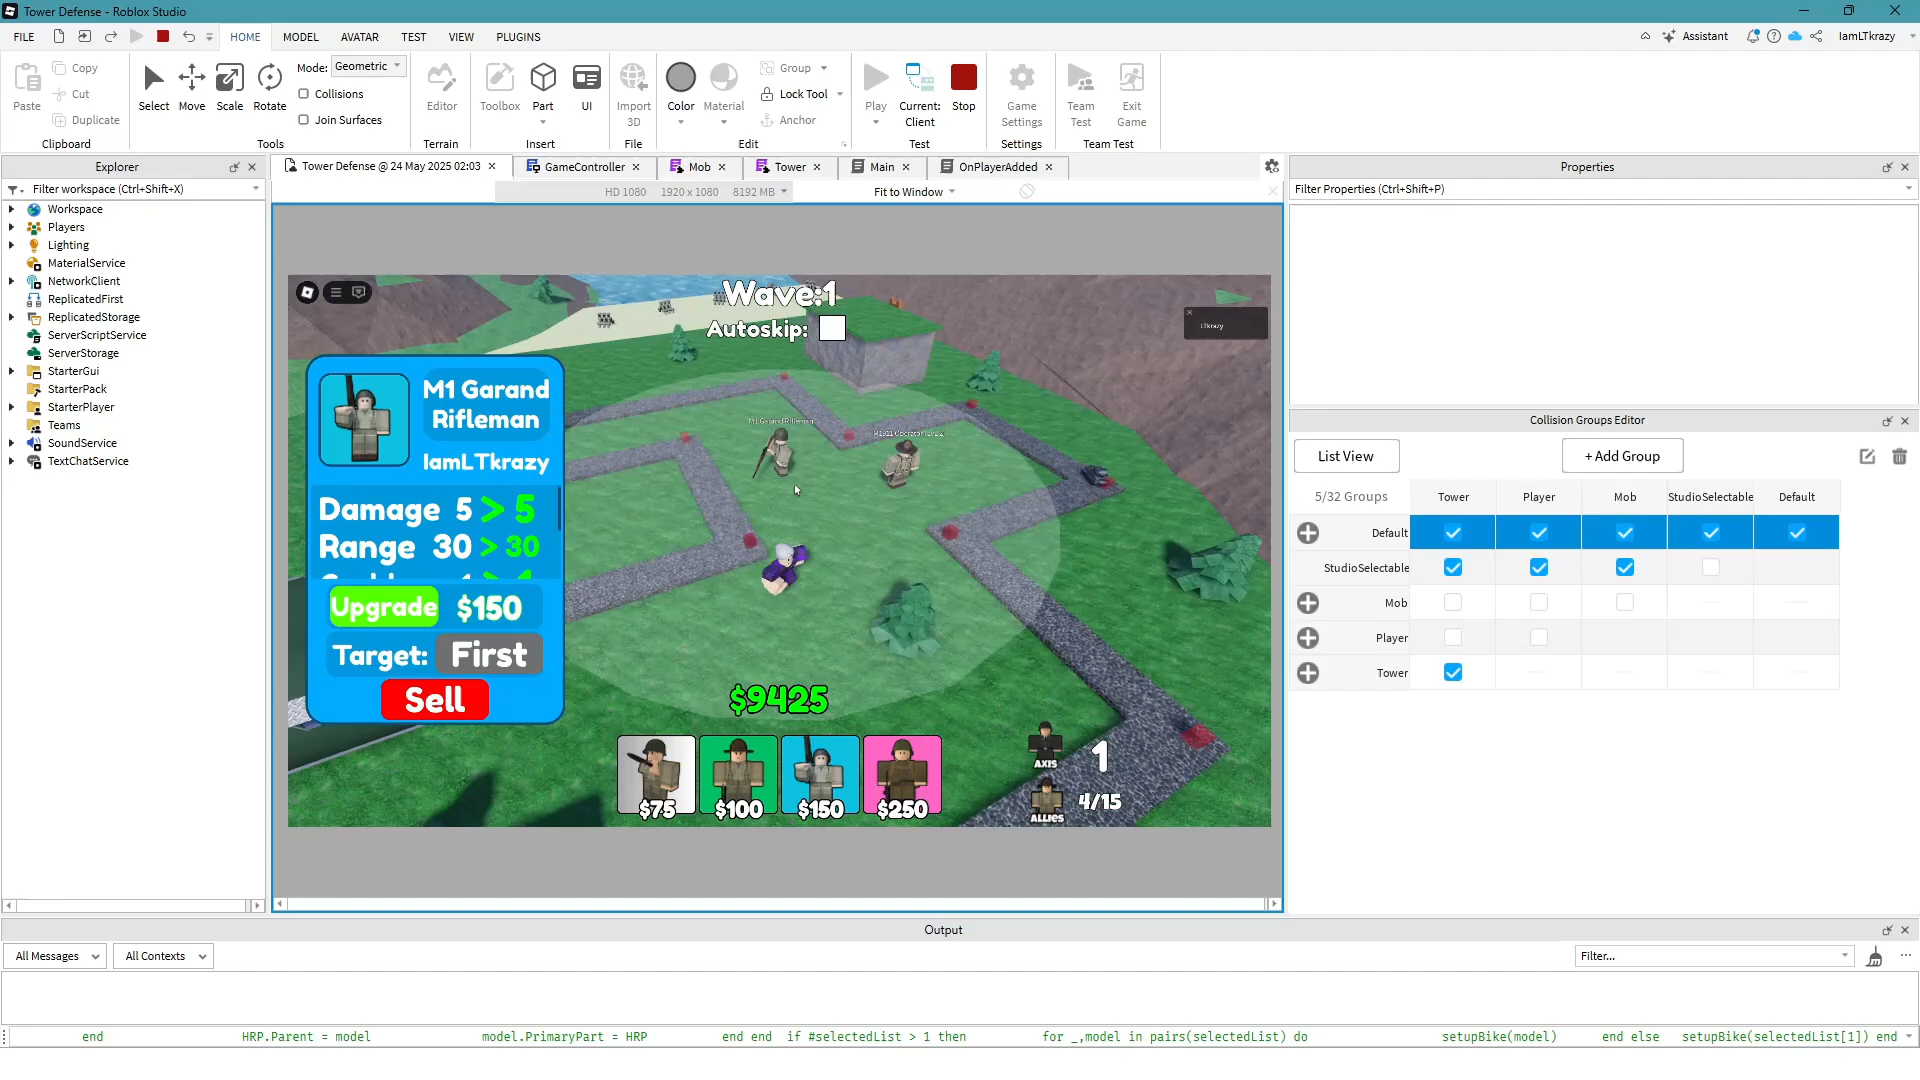 Tower Defense - Roblox Studio
FILE
HOME
MODEL
AVATAR
TEST
VIEW
PLUGINS
Assistant
IamLTkrazy
Paste
Copy
Cut
Duplicate
Clipboard
Select
Move
Scale
Rotate
Mode: Geometric
Collisions
Join Surfaces
Tools
Editor
Terrain
Toolbox
Part
UI
Insert
Import
3D
File
Color
Material
Group
Lock Tool
Anchor
Edit
Play
Current:
Client
Stop
Test
Game
Settings
Settings
Team
Test
Exit
Game
Team Test
Explorer
Filter workspace (Ctrl+Shift+X)
Workspace
Players
Lighting
MaterialService
NetworkClient
ReplicatedFirst
ReplicatedStorage
ServerScriptService
ServerStorage
StarterGui
StarterPack
StarterPlayer
Teams
SoundService
TextChatService
Tower Defense @ 24 May 2025 02:03
GameController
Mob
Tower
Main
OnPlayerAdded
HD 1080 1920 x 1080 8192 MB
Fit to Window
Wave:1
Autoskip:
LTkrazy
M1 Garand
Rifleman
IamLTkrazy
Damage 5 > 5
Range 30 > 30
Upgrade $150
Target: First
Sell
M1 Garand Rifleman
M1911 Operator Lvl.2
$9425
$75
$100
$150
$250
AXIS
1
ALLIES
4/15
Properties
Filter Properties (Ctrl+Shift+P)
Collision Groups Editor
List View
+ Add Group
5/32 Groups
Tower
Player
Mob
StudioSelectable
Default
Default
StudioSelectable
Mob
Player
Tower
Output
All Messages
All Contexts
Filter...
end HRP.Parent = model model.PrimaryPart = HRP end end if #selectedList > 1 then for _,model in pairs(selectedList) do setupBike(model) end else setupBike(selectedList[1]) end